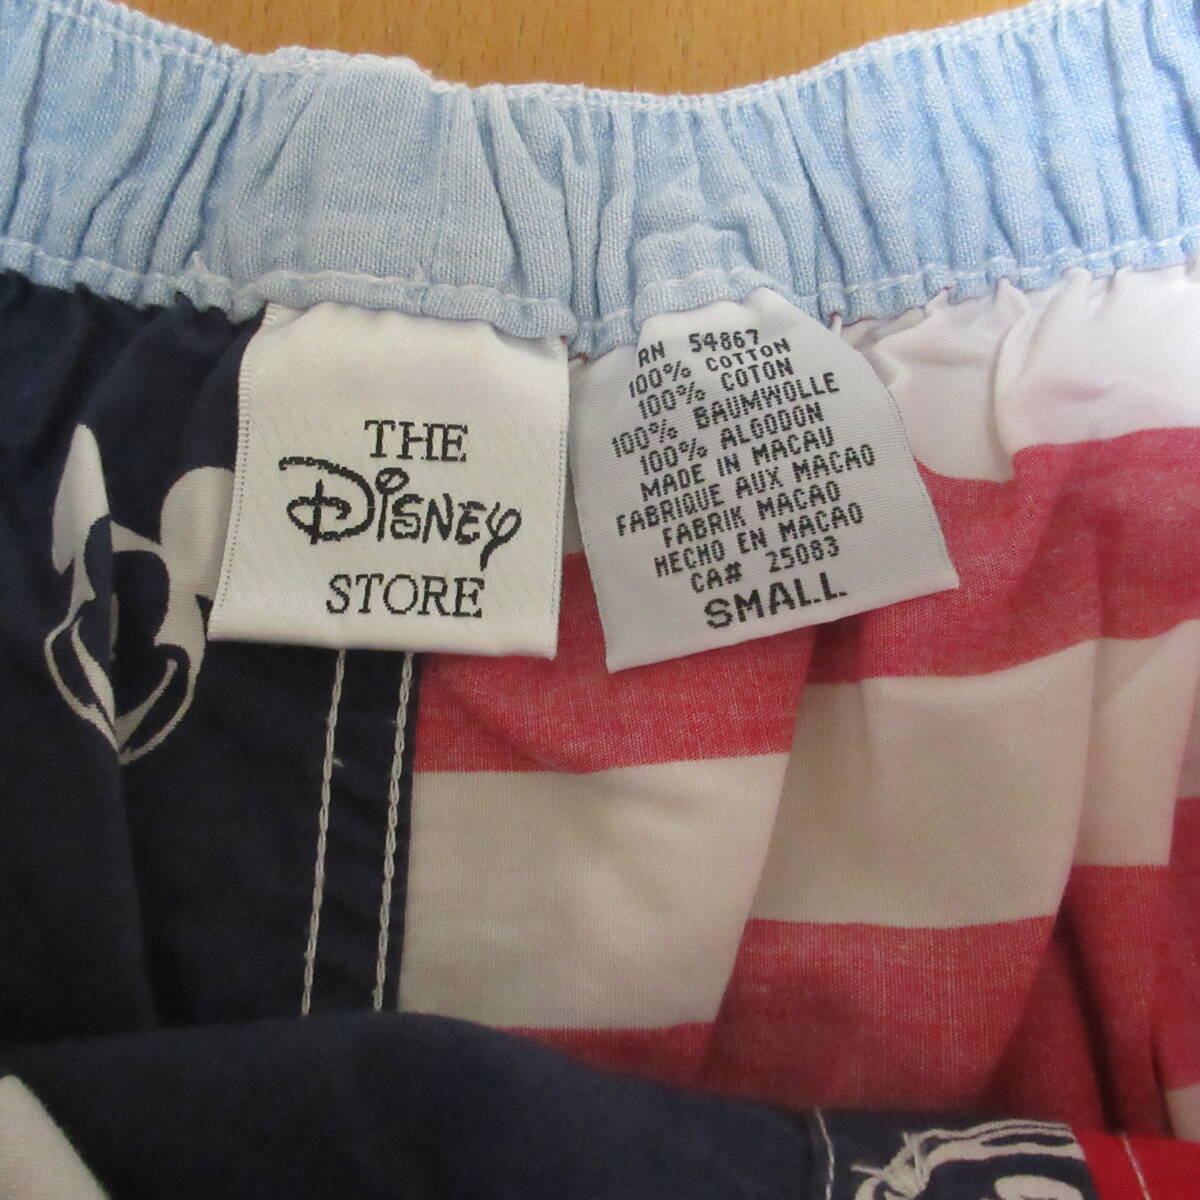 THE
Disney
STORE
RN 54867
100% COTTON
100% COTON
100% BAUMWOLLE
100% ALGODON
MADE IN MACAU
FABRIQUE AUX MACAO
FABRIK MACAO
HECHO EN MACAO
CA# 25083
SMALL